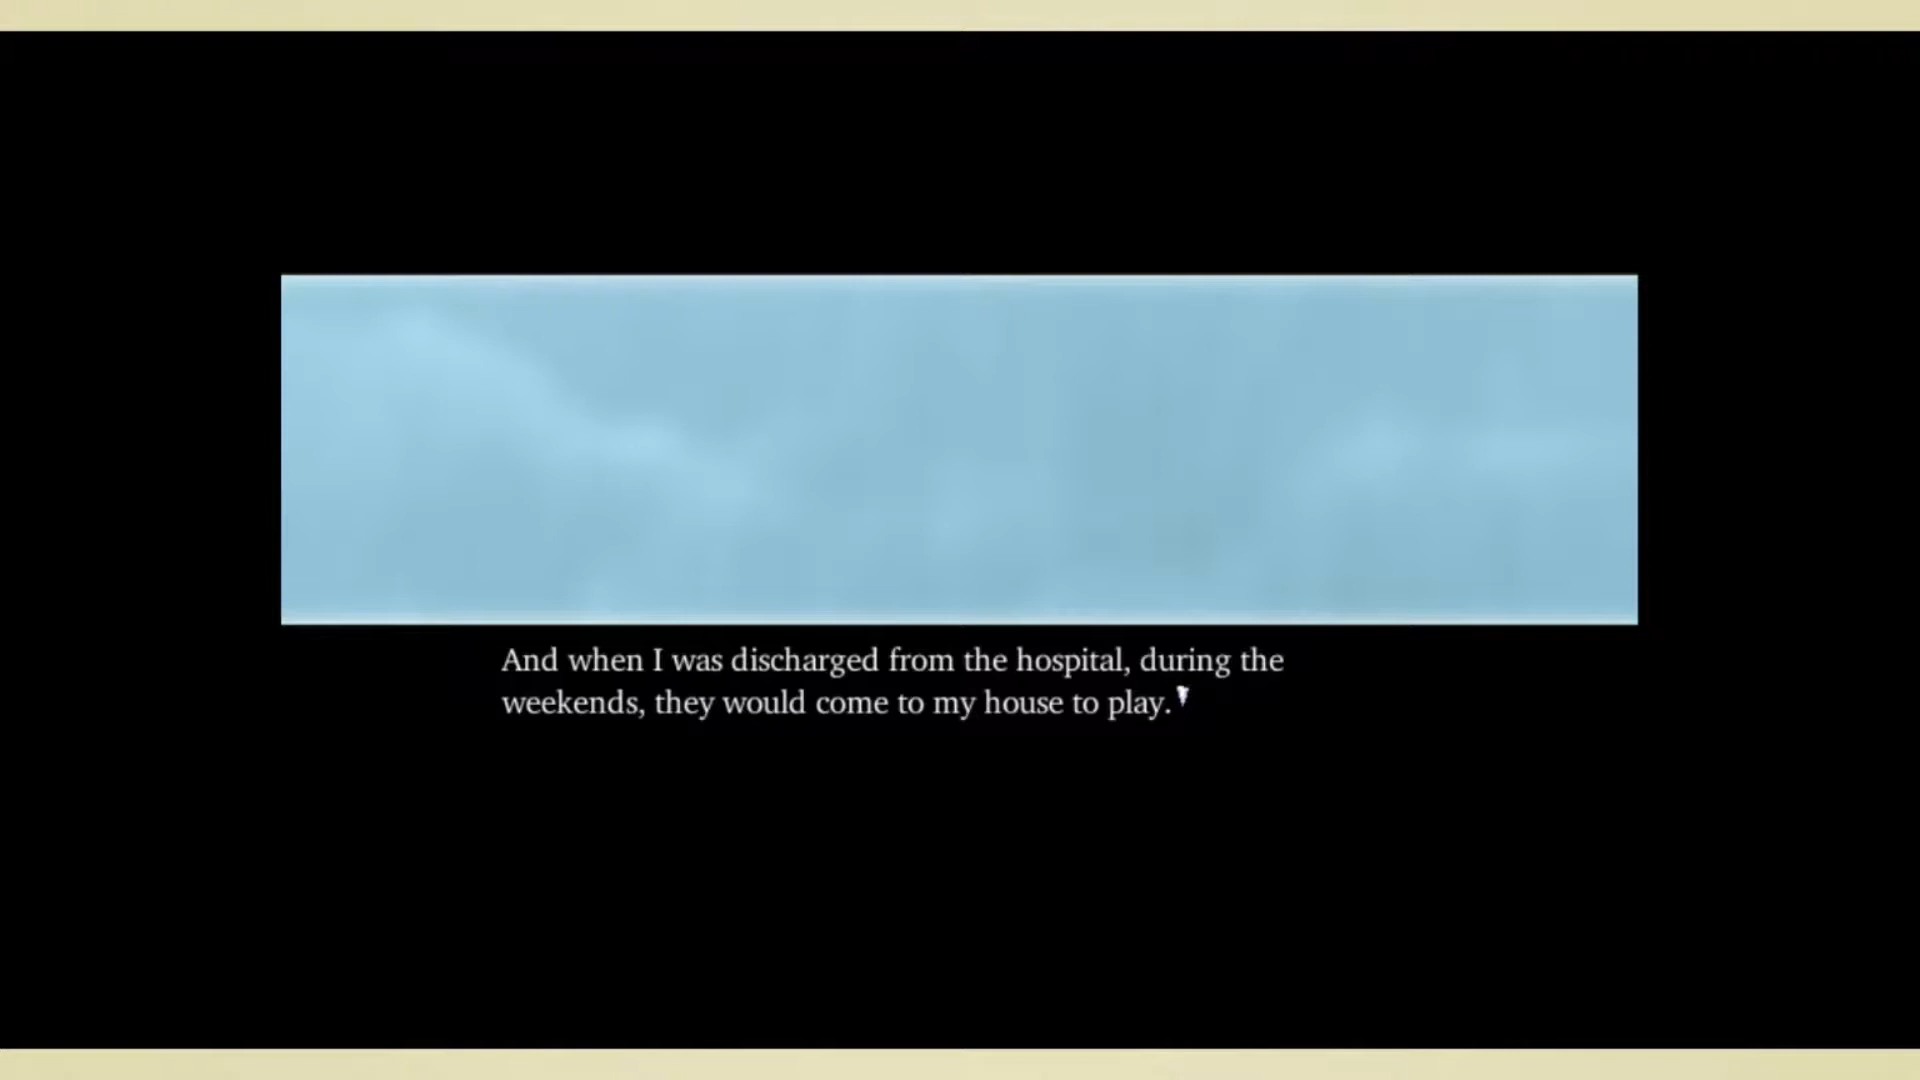 And when I was discharged from the hospital, during the
weekends, they would come to my house to play.